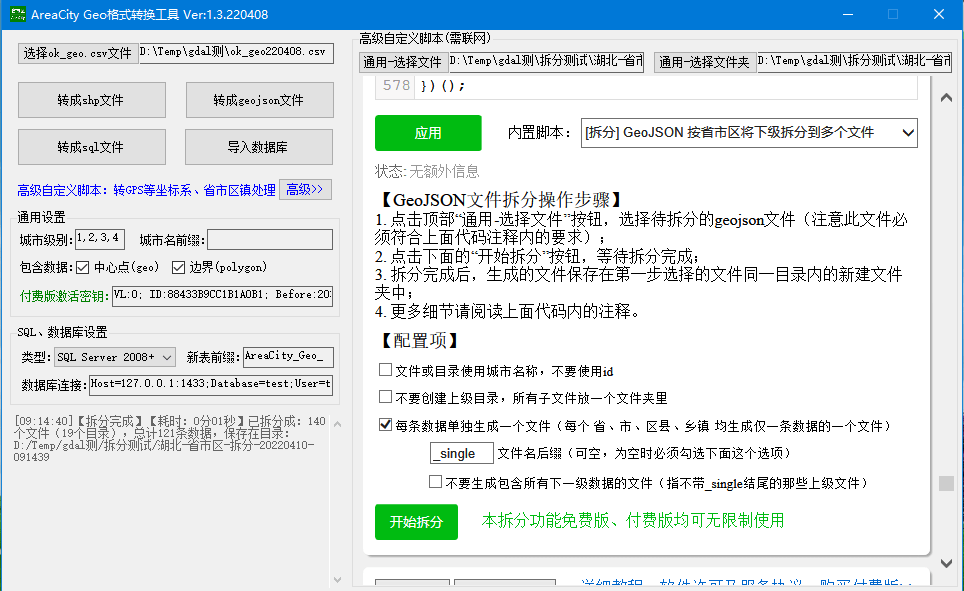 AreaCity Geo格式转换工具 Ver:1.3.220408
选择ok_geo.csv文件 D:\Temp\gdal测\ok_geo220408.csv
转成shp文件 转成geojson文件
转成sql文件 导入数据库
高级自定义脚本: 转GPS等坐标系、省市区镇处理 高级>>
通用设置
城市级别: 1,2,3,4 城市名前缀:
包含数据: 中心点(geo) 边界(polygon)
付费版激活密钥: VL:0; ID:88433B9CC1B1A0B1; Before:20
SQL、数据库设置
类型: SQL Server 2008+ 新表前缀: AreaCity_Geo_
数据库连接: Host=127.0.0.1:1433;Database=test;User=t
[09:14:40]【拆分完成】【耗时: 0分01秒】已拆分成: 140
个文件 (19个目录), 总计121条数据, 保存在目录:
D:/Temp/gdal测/拆分测试/湖北-省市区-拆分-20220410-
091439
高级自定义脚本(需联网)
通用-选择文件 D:\Temp\gdal测\拆分测试\湖北-省市 通用-选择文件夹 D:\Temp\gdal测\拆分测试\湖北-省市
578 })();
应用 内置脚本: [拆分] GeoJSON 按省市区将下级拆分到多个文件
状态: 无额外信息
【GeoJSON文件拆分操作步骤】
1. 点击顶部“通用-选择文件”按钮，选择待拆分的geojson文件（注意此文件必
须符合上面代码注释内的要求）；
2. 点击下面的“开始拆分”按钮，等待拆分完成；
3. 拆分完成后，生成的文件保存在第一步选择的文件同一目录内的新建文件
夹中；
4. 更多细节请阅读上面代码内的注释。
【配置项】
文件或目录使用城市名称，不要使用id
不要创建上级目录，所有子文件放一个文件夹里
每条数据单独生成一个文件（每个 省、市、区县、乡镇 均生成仅一条数据的一个文件）
_single 文件名后缀（可空，为空时必须勾选下面这个选项）
不要生成包含所有下一级数据的文件（指不带_single结尾的那些上级文件）
开始拆分 本拆分功能免费版、付费版均可无限制使用